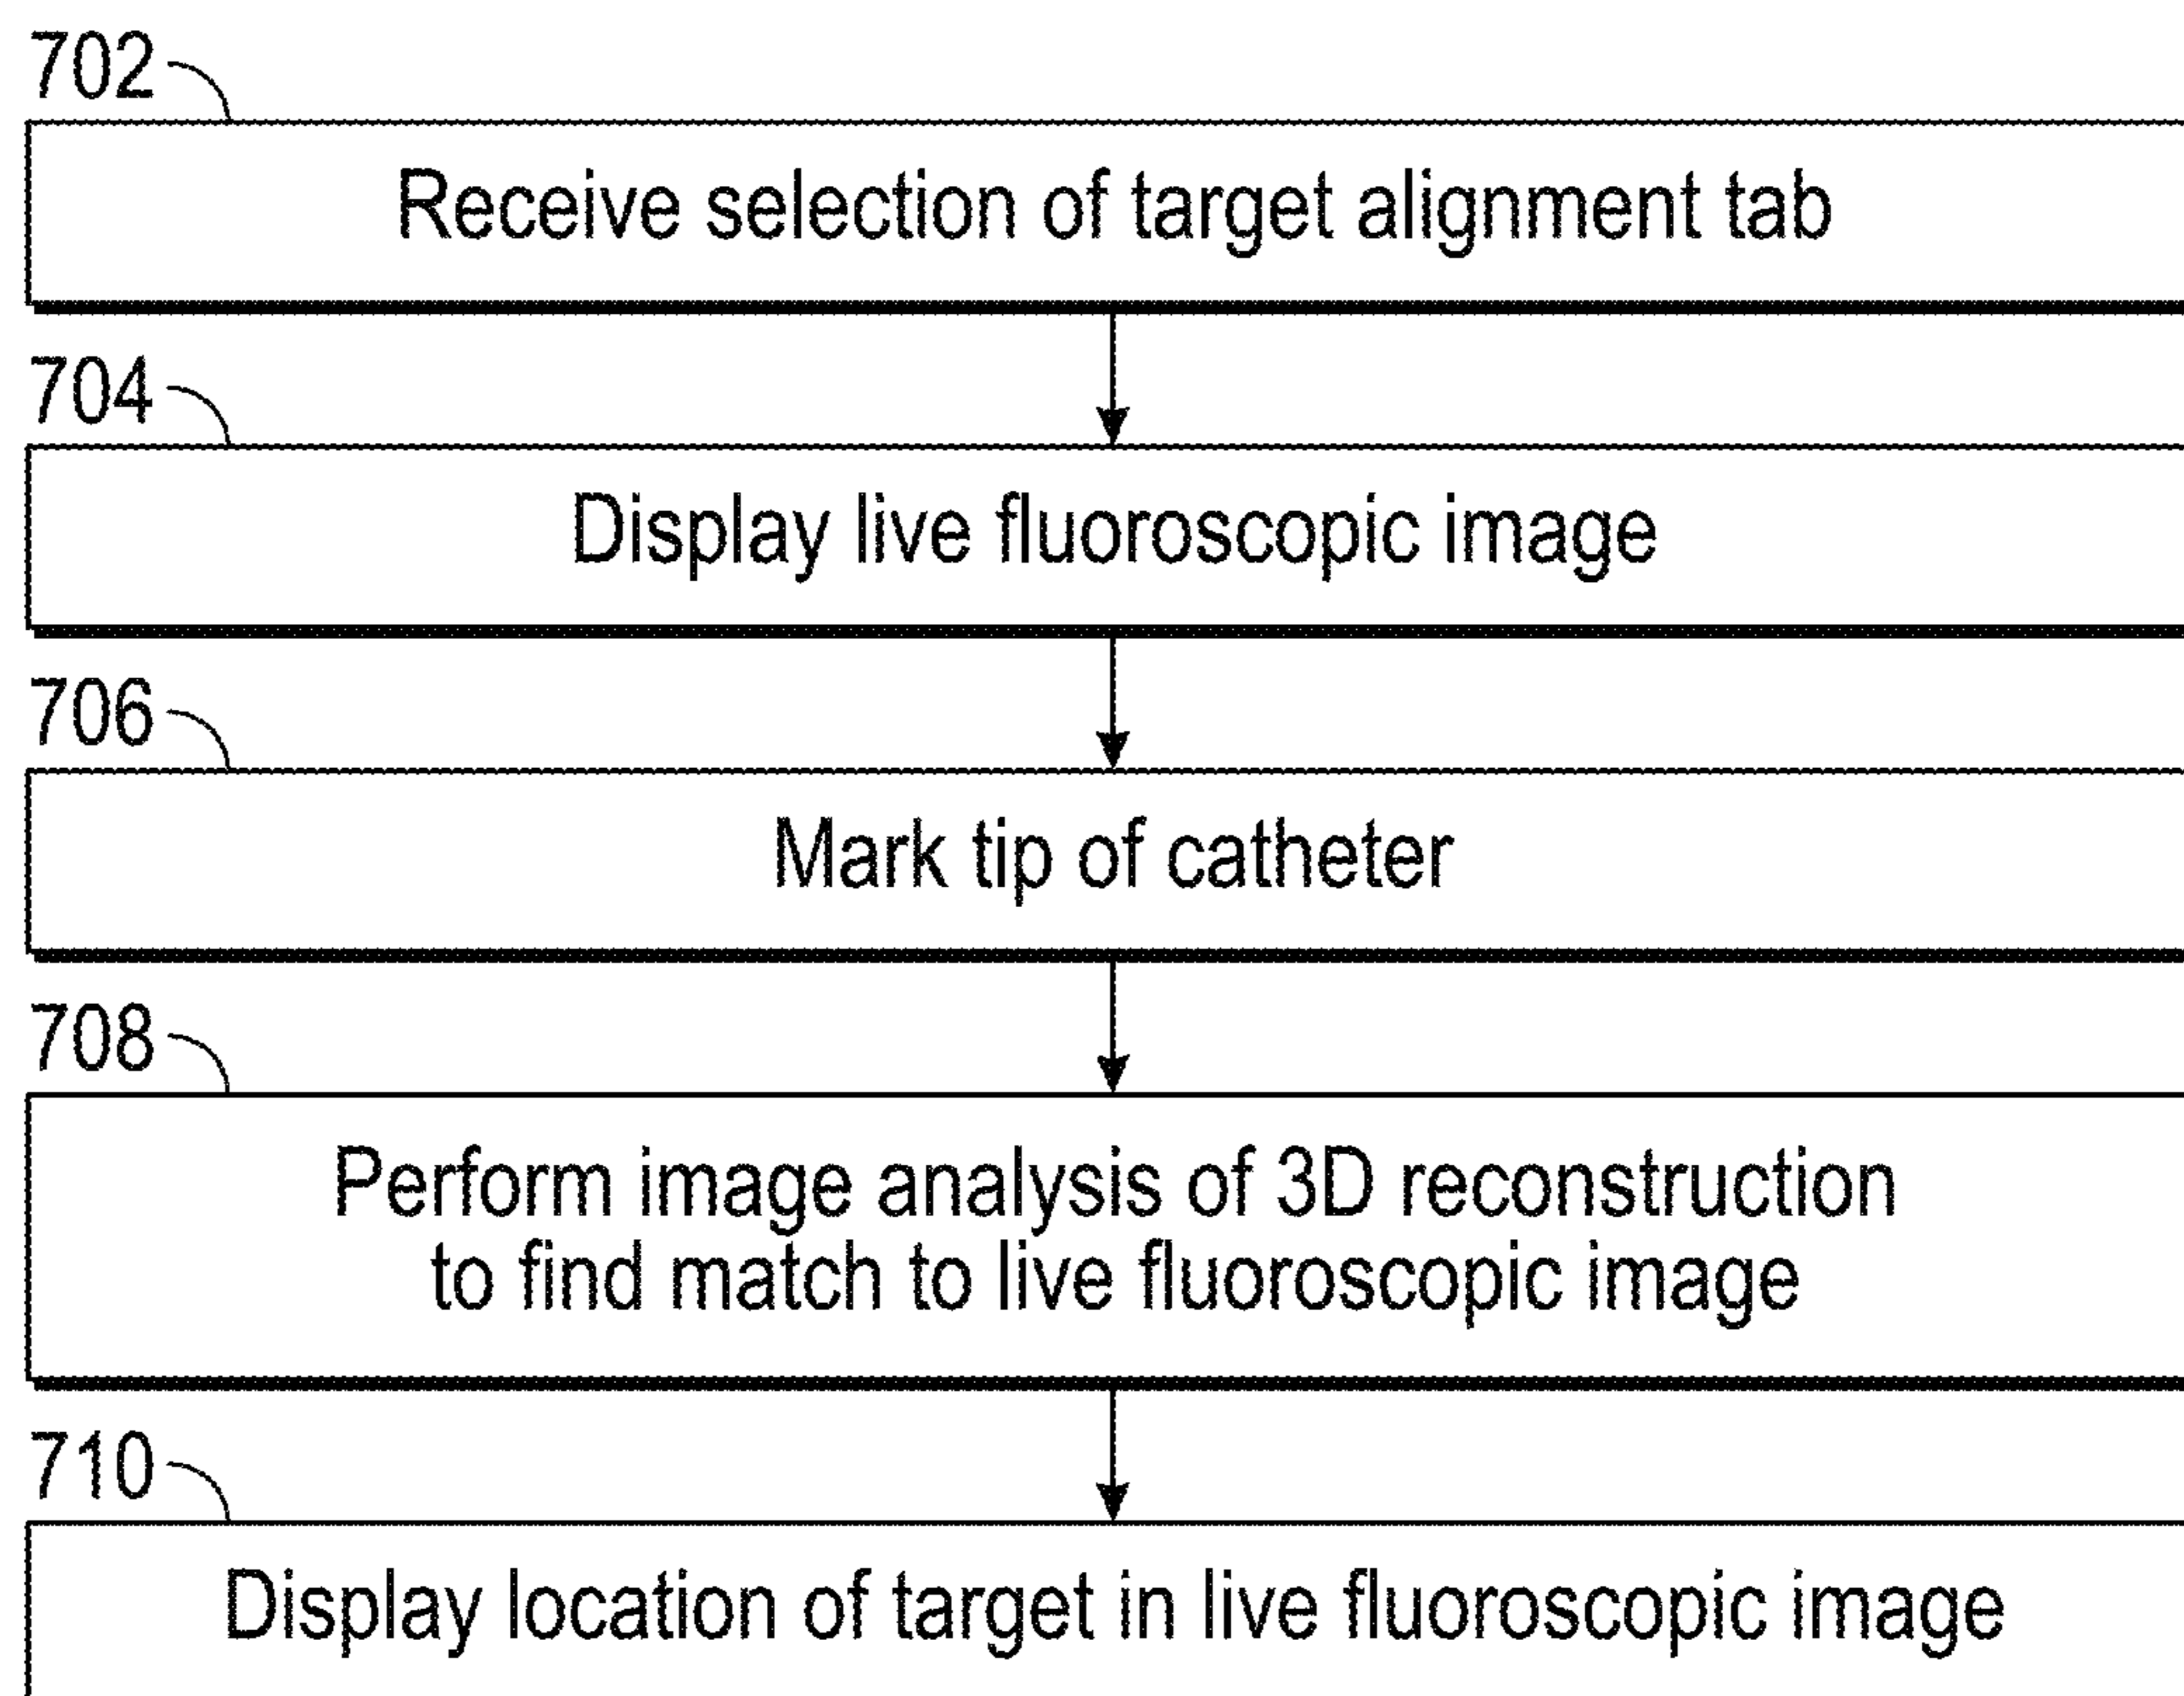 702
Receive selection of target alignment tab
704
Display live fluoroscopic image
706
Mark tip of catheter
708
Perform image analysis of 3D reconstruction
to find match to live fluoroscopic image
710
Display location of target in live fluoroscopic image